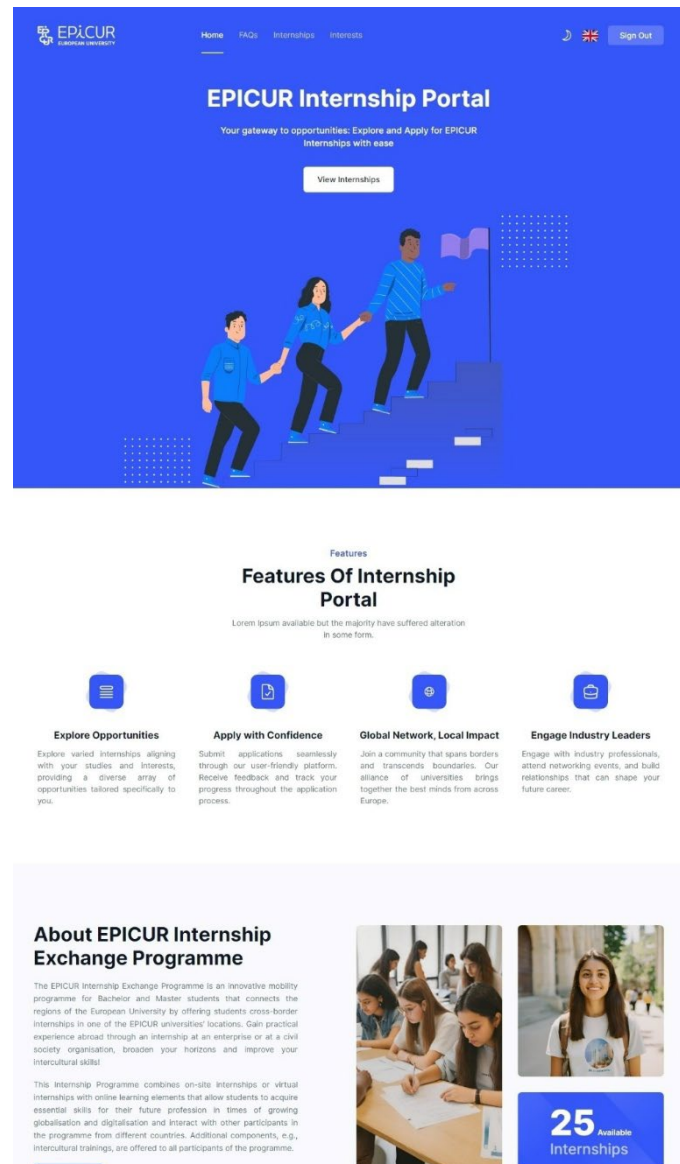 EPICUR
EUROPEAN UNIVERSITY
Home FAQs Internships Interests
Sign Out
EPICUR Internship Portal
Your gateway to opportunities: Explore and Apply for EPICUR
Internships with ease
View Internships
Features
Features Of Internship
Portal
Lorem Ipsum available but the majority have suffered alteration
in some form.
Explore Opportunities
Explore varied internships aligning
with your studies and Interests,
providing a diverse array of
opportunities tailored specifically to
you.
Apply with Confidence
Submit applications seamlessly
through our user-friendly platform.
Receive feedback and track your
progress throughout the application
process.
Global Network, Local Impact
Join a community that spans borders
and transcends boundaries. Our
alliance of universities brings
together the best minds from across
Europe.
Engage Industry Leaders
Engage with industry professionals,
attend networking events, and build
relationships that can shape your
future career.
About EPICUR Internship
Exchange Programme
The EPICUR Internship Exchange Programme is an innovative mobility
programme for Bachelor and Master students that connects the
regions of the European University by offering students cross-border
internships in one of the EPICUR universities' locations. Gain practical
experience abroad through an internship at an enterprise or at a civil
society organisation, broaden your horizons and improve your
intercultural skills!
This Internship Programme combines on-site internships or virtual
internships with online learning elements that allow students to acquire
essential skills for their future profession in times of growing
globalisation and digitalisation and interact with other participants in
the programme from different countries. Additional components, e.g.,
intercultural trainings, are offered to all participants of the programme.
25 Available
Internships